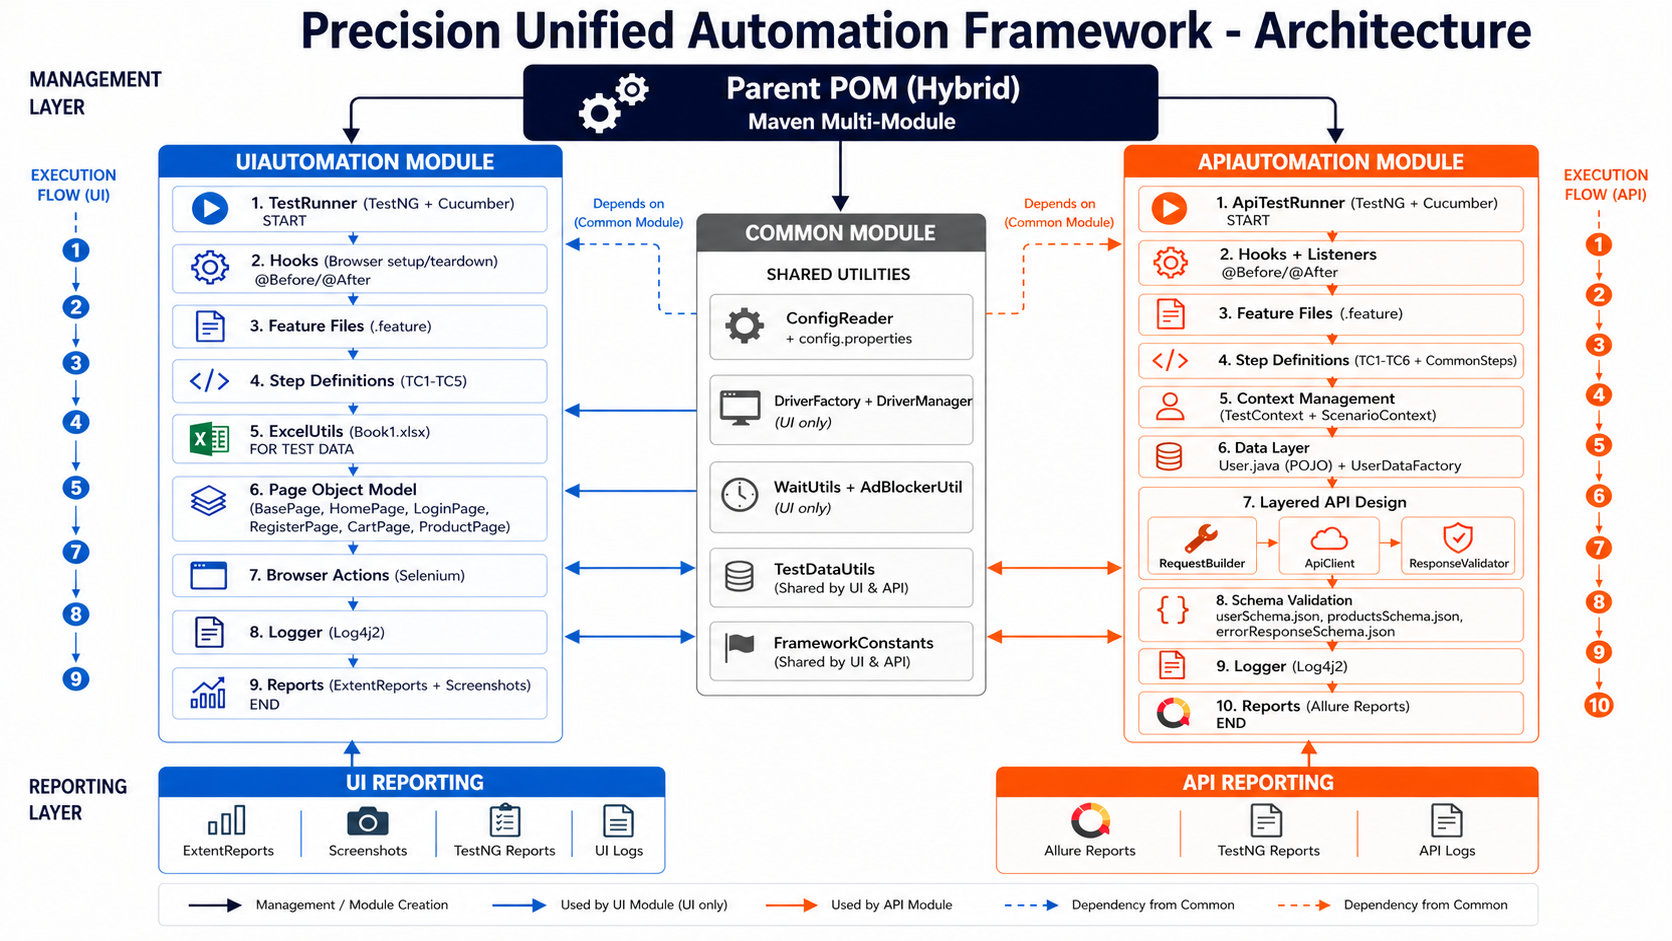 Precision Unified Automation Framework - Architecture
MANAGEMENT
LAYER
Parent POM (Hybrid)
Maven Multi-Module
EXECUTION
FLOW (UI)
1
2
3
4
5
7
8
9
UIAUTOMATION MODULE
1. TestRunner (TestNG + Cucumber)
START
2. Hooks (Browser setup/teardown)
@Before/@After
3. Feature Files (.feature)
4. Step Definitions (TC1-TC5)
5. ExcelUtils (Book1.xlsx)
FOR TEST DATA
6. Page Object Model
(BasePage, HomePage, LoginPage,
RegisterPage, CartPage, ProductPage)
7. Browser Actions (Selenium)
8. Logger (Log4j2)
9. Reports (ExtentReports + Screenshots)
END
Depends on
(Common Module)
COMMON MODULE
SHARED UTILITIES
ConfigReader
+ config.properties
DriverFactory + DriverManager
(UI only)
WaitUtils + AdBlockerUtil
(UI only)
TestDataUtils
(Shared by UI & API)
FrameworkConstants
(Shared by UI & API)
Depends on
(Common Module)
APIAUTOMATION MODULE
1. ApiTestRunner (TestNG + Cucumber)
START
2. Hooks + Listeners
@Before/@After
3. Feature Files (.feature)
4. Step Definitions (TC1-TC6 + CommonSteps)
5. Context Management
(TestContext + ScenarioContext)
6. Data Layer
User.java (POJO) + UserDataFactory
7. Layered API Design
RequestBuilder
ApiClient
ResponseValidator
8. Schema Validation
userSchema.json, productsSchema.json,
errorResponseSchema.json
9. Logger (Log4j2)
10. Reports (Allure Reports)
END
EXECUTION
FLOW (API)
1
2
3
4
5
6
7
8
9
10
REPORTING
LAYER
UI REPORTING
ExtentReports
Screenshots
TestNG Reports
UI Logs
API REPORTING
Allure Reports
TestNG Reports
API Logs
Management / Module Creation
Used by UI Module (UI only)
Used by API Module
Dependency from Common
Dependency from Common